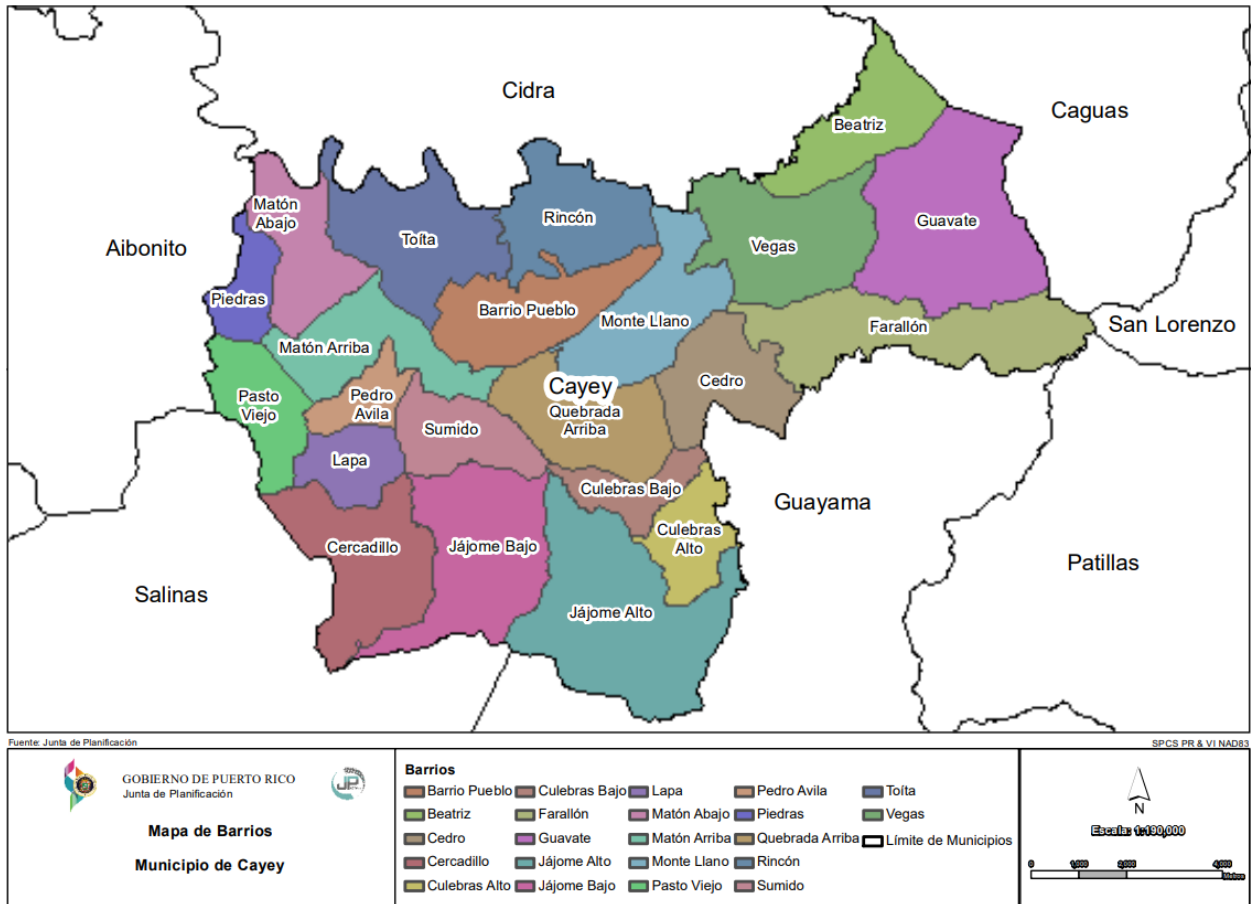 Cidra
Caguas
Beatriz
Matón
Abajo
Rincón
Guavate
Toíta
Vegas
Aibonito
Piedras
Barrio Pueblo
Monte Llano
Farallón
San Lorenzo
Matón Arriba
Pasto
Viejo
Pedro
Avila
Cayey
Cedro
Quebrada
Arriba
Sumido
Lapa
Culebras Bajo
Guayama
Culebras
Alto
Cercadillo
Jájome Bajo
Patillas
Salinas
Jájome Alto
Fuente: Junta de Planificación
SPCS PR & VI NAD83
GOBIERNO DE PUERTO RICO
Junta de Planificación
JP
Mapa de Barrios
Municipio de Cayey
Barrios
Barrio Pueblo
Beatriz
Cedro
Cercadillo
Culebras Alto
Culebras Bajo
Farallón
Guavate
Jájome Alto
Jájome Bajo
Lapa
Matón Abajo
Matón Arriba
Monte Llano
Pasto Viejo
Pedro Avila
Piedras
Quebrada Arriba
Rincón
Sumido
Toíta
Vegas
Límite de Municipios
N
Escala: 1:190,000
0 1,000 2,000 4,000
Metros